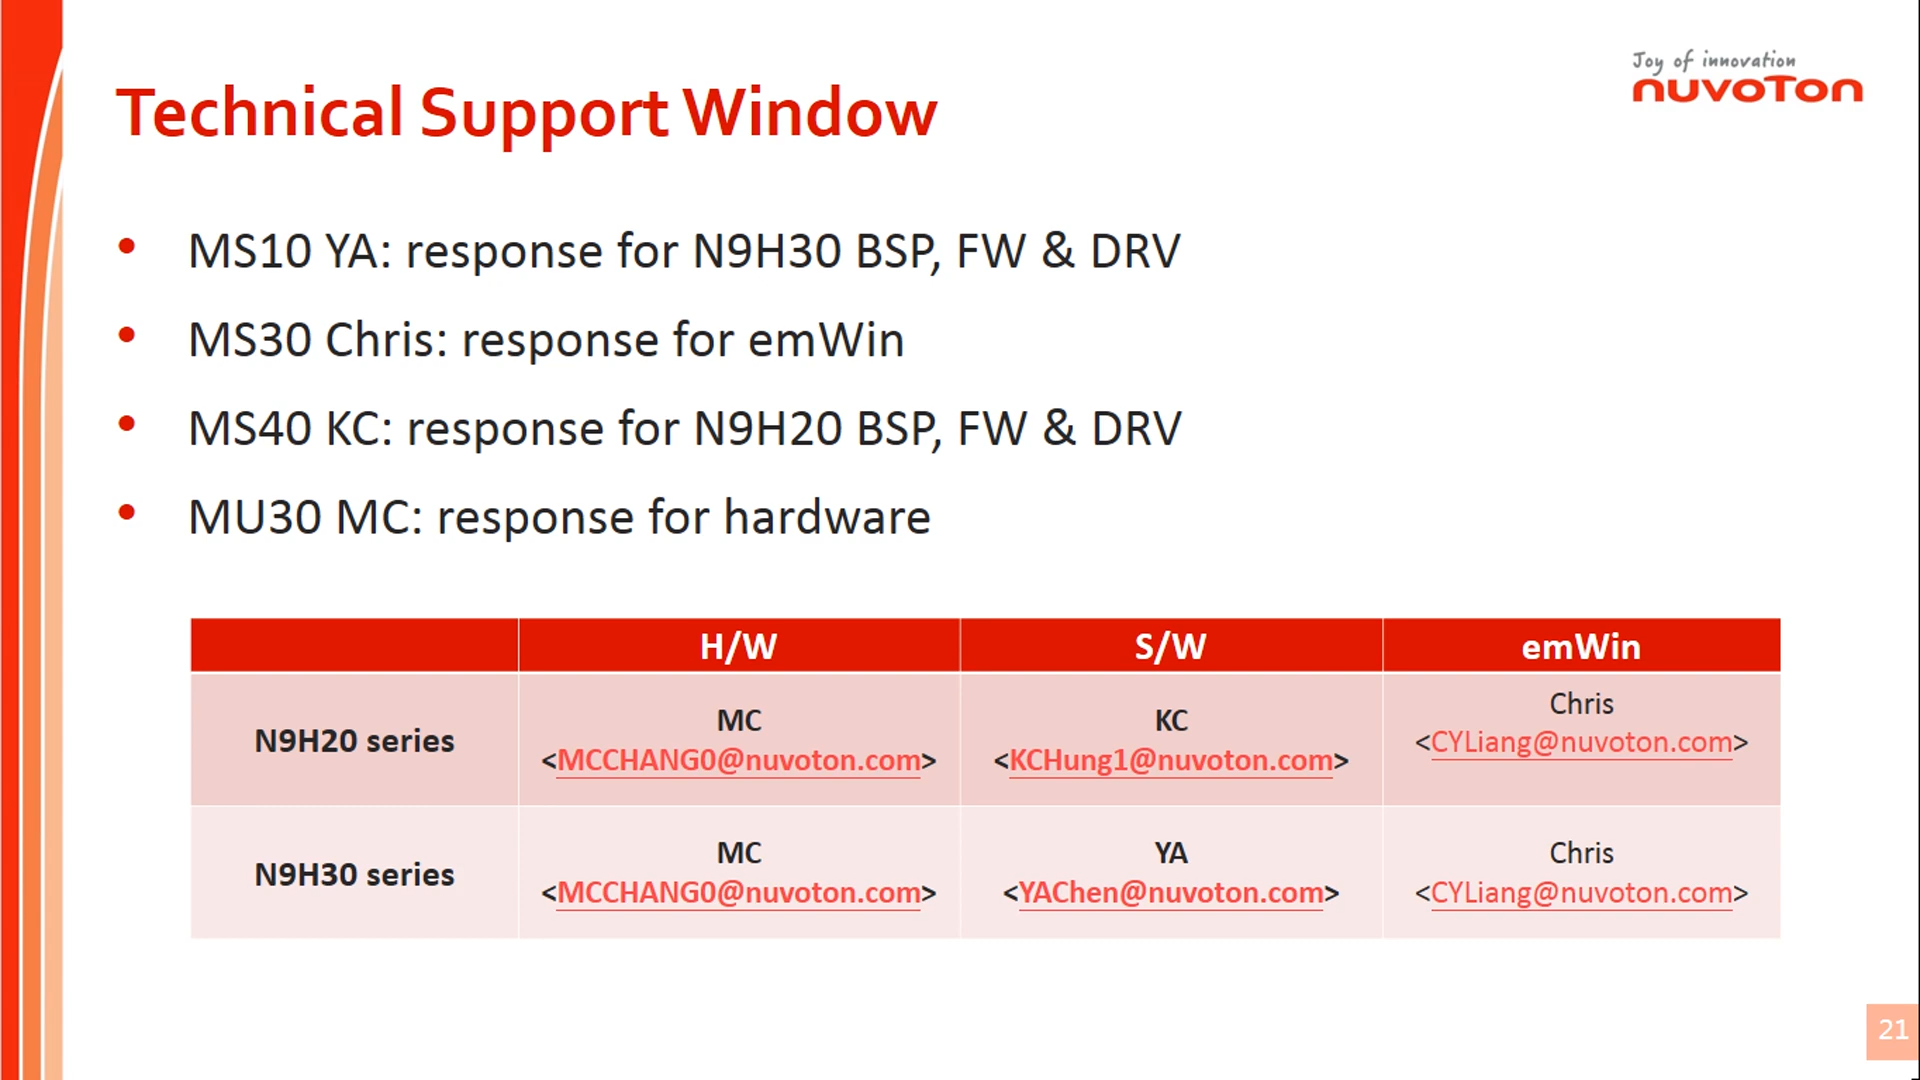 Joy of innovation
nuvoTon
Technical Support Window
• MS10 YA: response for N9H30 BSP, FW & DRV
• MS30 Chris: response for emWin
• MS40 KC: response for N9H20 BSP, FW & DRV
• MU30 MC: response for hardware
H/W S/W emWin
N9H20 series
MC
<MCCHANG0@nuvoton.com>
KC
<KCHung1@nuvoton.com>
Chris
<CYLiang@nuvoton.com>
N9H30 series
MC
<MCCHANG0@nuvoton.com>
YA
<YAChen@nuvoton.com>
Chris
<CYLiang@nuvoton.com>
21